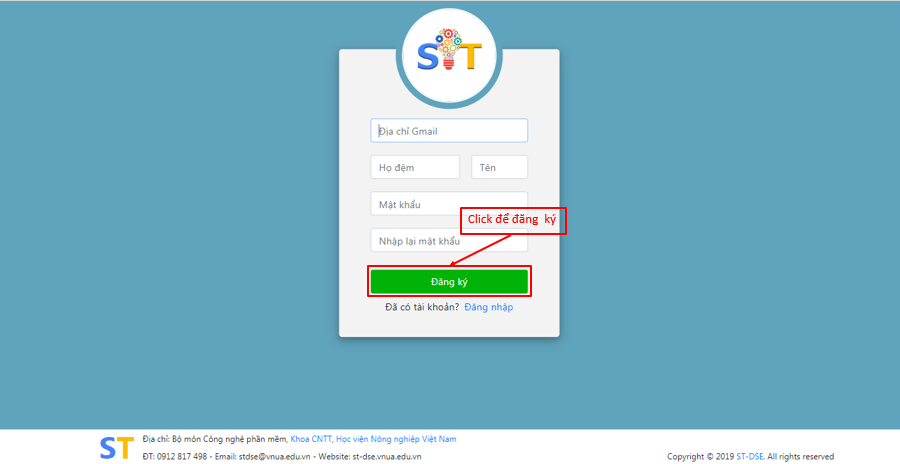 ST
Địa chỉ Gmail
Họ đệm Tên
Mật khẩu
Click để đăng ký
Nhập lại mật khẩu
Đăng ký
Đã có tài khoản? Đăng nhập
ST Địa chỉ: Bộ môn Công nghệ phần mềm, Khoa CNTT, Học viện Nông nghiệp Việt Nam
ĐT: 0912 817 498 - Email: stdse@vnua.edu.vn - Website: st-dse.vnua.edu.vn Copyright © 2019 ST-DSE. All rights reserved